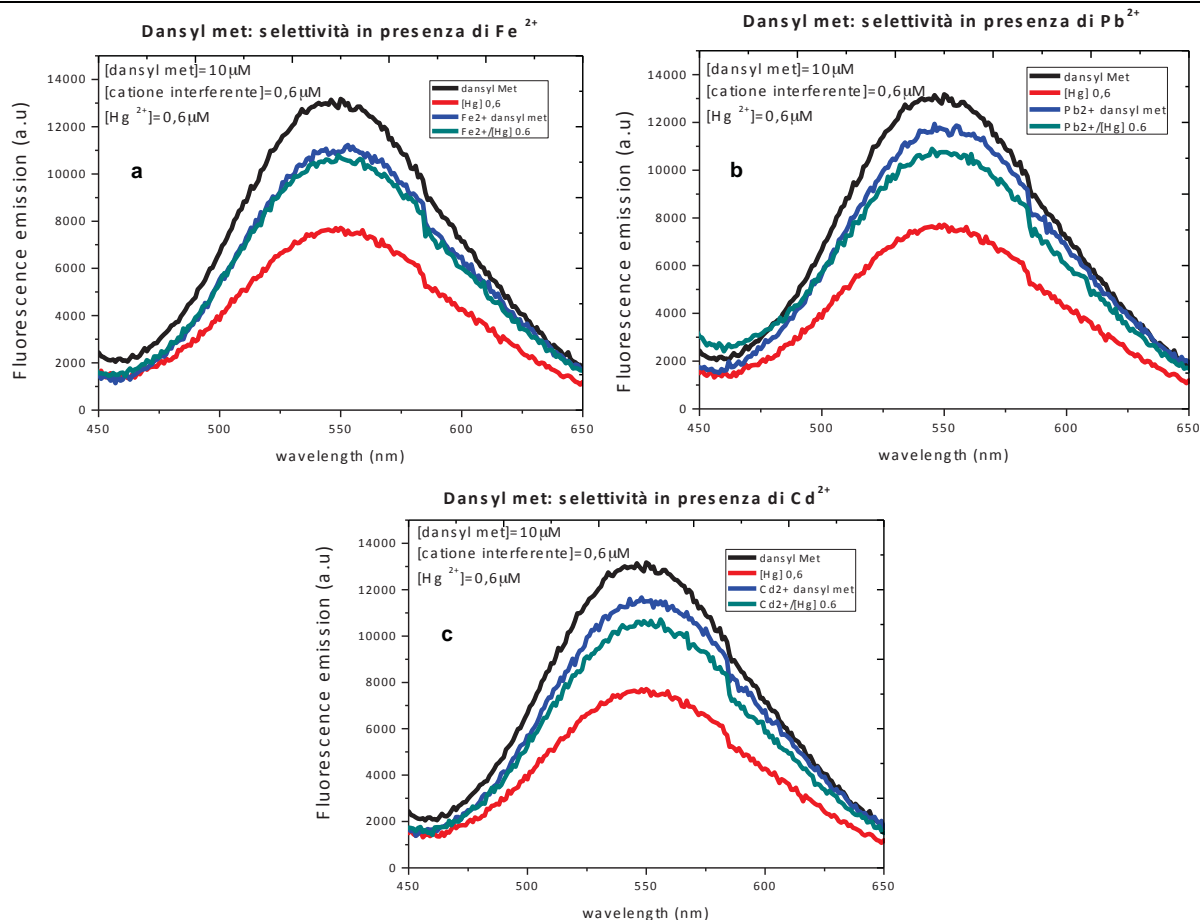 Dansyl met: selettività in presenza di Fe 2+
[dansyl met]=10µM
[catione interferente]=0,6µM
[Hg 2+]=0,6µM
dansyl Met
[Hg] 0,6
Fe2+ dansyl met
Fe2+/[Hg] 0.6
a
Fluorescence emission (a.u)
14000
12000
10000
8000
6000
4000
2000
0
450 500 550 600 650
wavelength (nm)
Dansyl met: selettività in presenza di Pb2+
[dansyl met]=10µM
[catione interferente]=0,6µM
[Hg 2+]=0,6µM
dansyl Met
[Hg] 0,6
Pb2+ dansyl met
Pb2+/[Hg] 0.6
b
Fluorescence emission (a.u)
14000
12000
10000
8000
6000
4000
2000
0
450 500 550 600 650
wavelength (nm)
Dansyl met: selettività in presenza di Cd2+
[dansyl met]=10µM
[catione interferente]=0,6µM
[Hg 2+]=0,6µM
dansyl Met
[Hg] 0,6
Cd2+ dansyl met
Cd2+/[Hg] 0.6
c
Fluorescence emission (a.u)
14000
12000
10000
8000
6000
4000
2000
0
450 500 550 600 650
wavelength (nm)